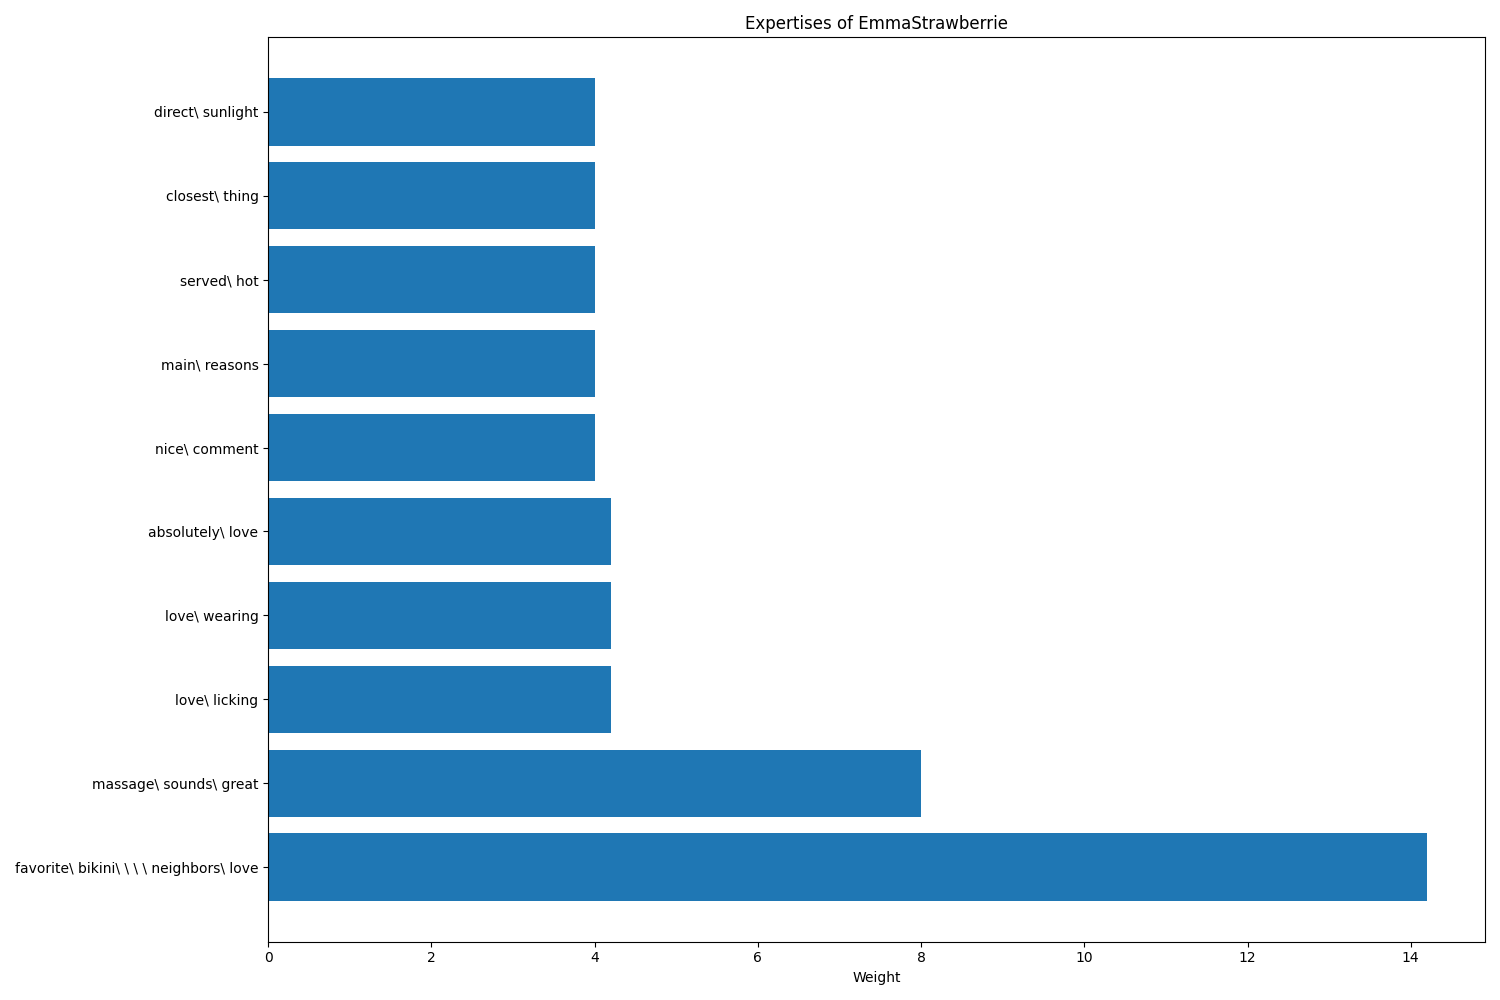 Expertises of EmmaStrawberrie
direct\ sunlight
closest\ thing
served\ hot
main\ reasons
nice\ comment
absolutely\ love
love\ wearing
love\ licking
massage\ sounds\ great
favorite\ bikini\ \ \ \ neighbors\ love
0 2 4 6 8 10 12 14
Weight